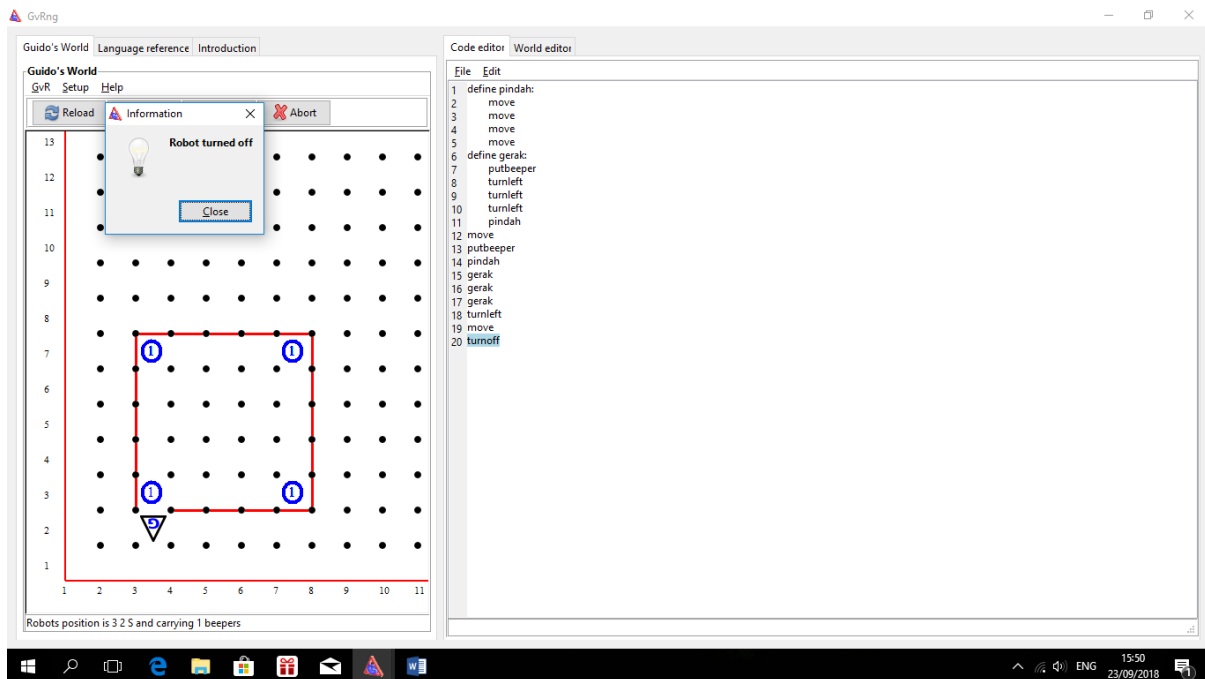 GvRng
Guido's World Language reference Introduction
Guido's World
GvR Setup Help
Reload Abort
Information
Robot turned off
Close
13
12
11
10
9
8
7
6
5
4
3
2
1
1 1
1 1
G
1 2 3 4 5 6 7 8 9 10 11
Robots position is 3 2 S and carrying 1 beepers
Code editor World editor
File Edit
1 define pindah:
2 move
3 move
4 move
5 move
6 define gerak:
7 putbeeper
8 turnleft
9 turnleft
10 turnleft
11 pindah
12 move
13 putbeeper
14 pindah
15 gerak
16 gerak
17 gerak
18 turnleft
19 move
20 turnoff
ENG
15:50
23/09/2018
1